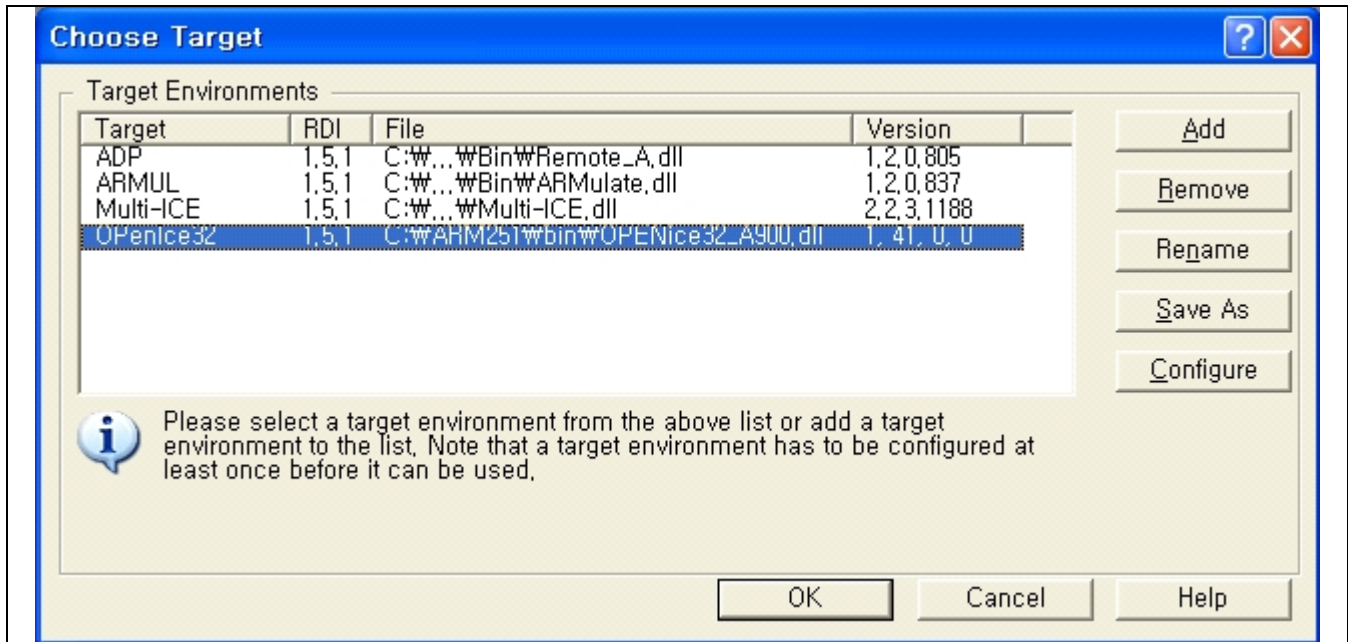 Choose Target
Target Environments
Target RDI File Version
ADP 1,5,1 C:₩,,,₩Bin₩Remote_A,dll 1,2,0,805
ARMUL 1,5,1 C:₩,,,₩Bin₩ARMulate,dll 1,2,0,837
Multi-ICE 1,5,1 C:₩,,,₩Multi-ICE,dll 2,2,3,1188
OPenIce32 1,5,1 C:₩ARM251₩bin₩OPENice32_A900,dll 1, 41, 0, 0
Add
Remove
Rename
Save As
Configure
Please select a target environment from the above list or add a target
environment to the list, Note that a target environment has to be configured at
least once before it can be used,
OK Cancel Help